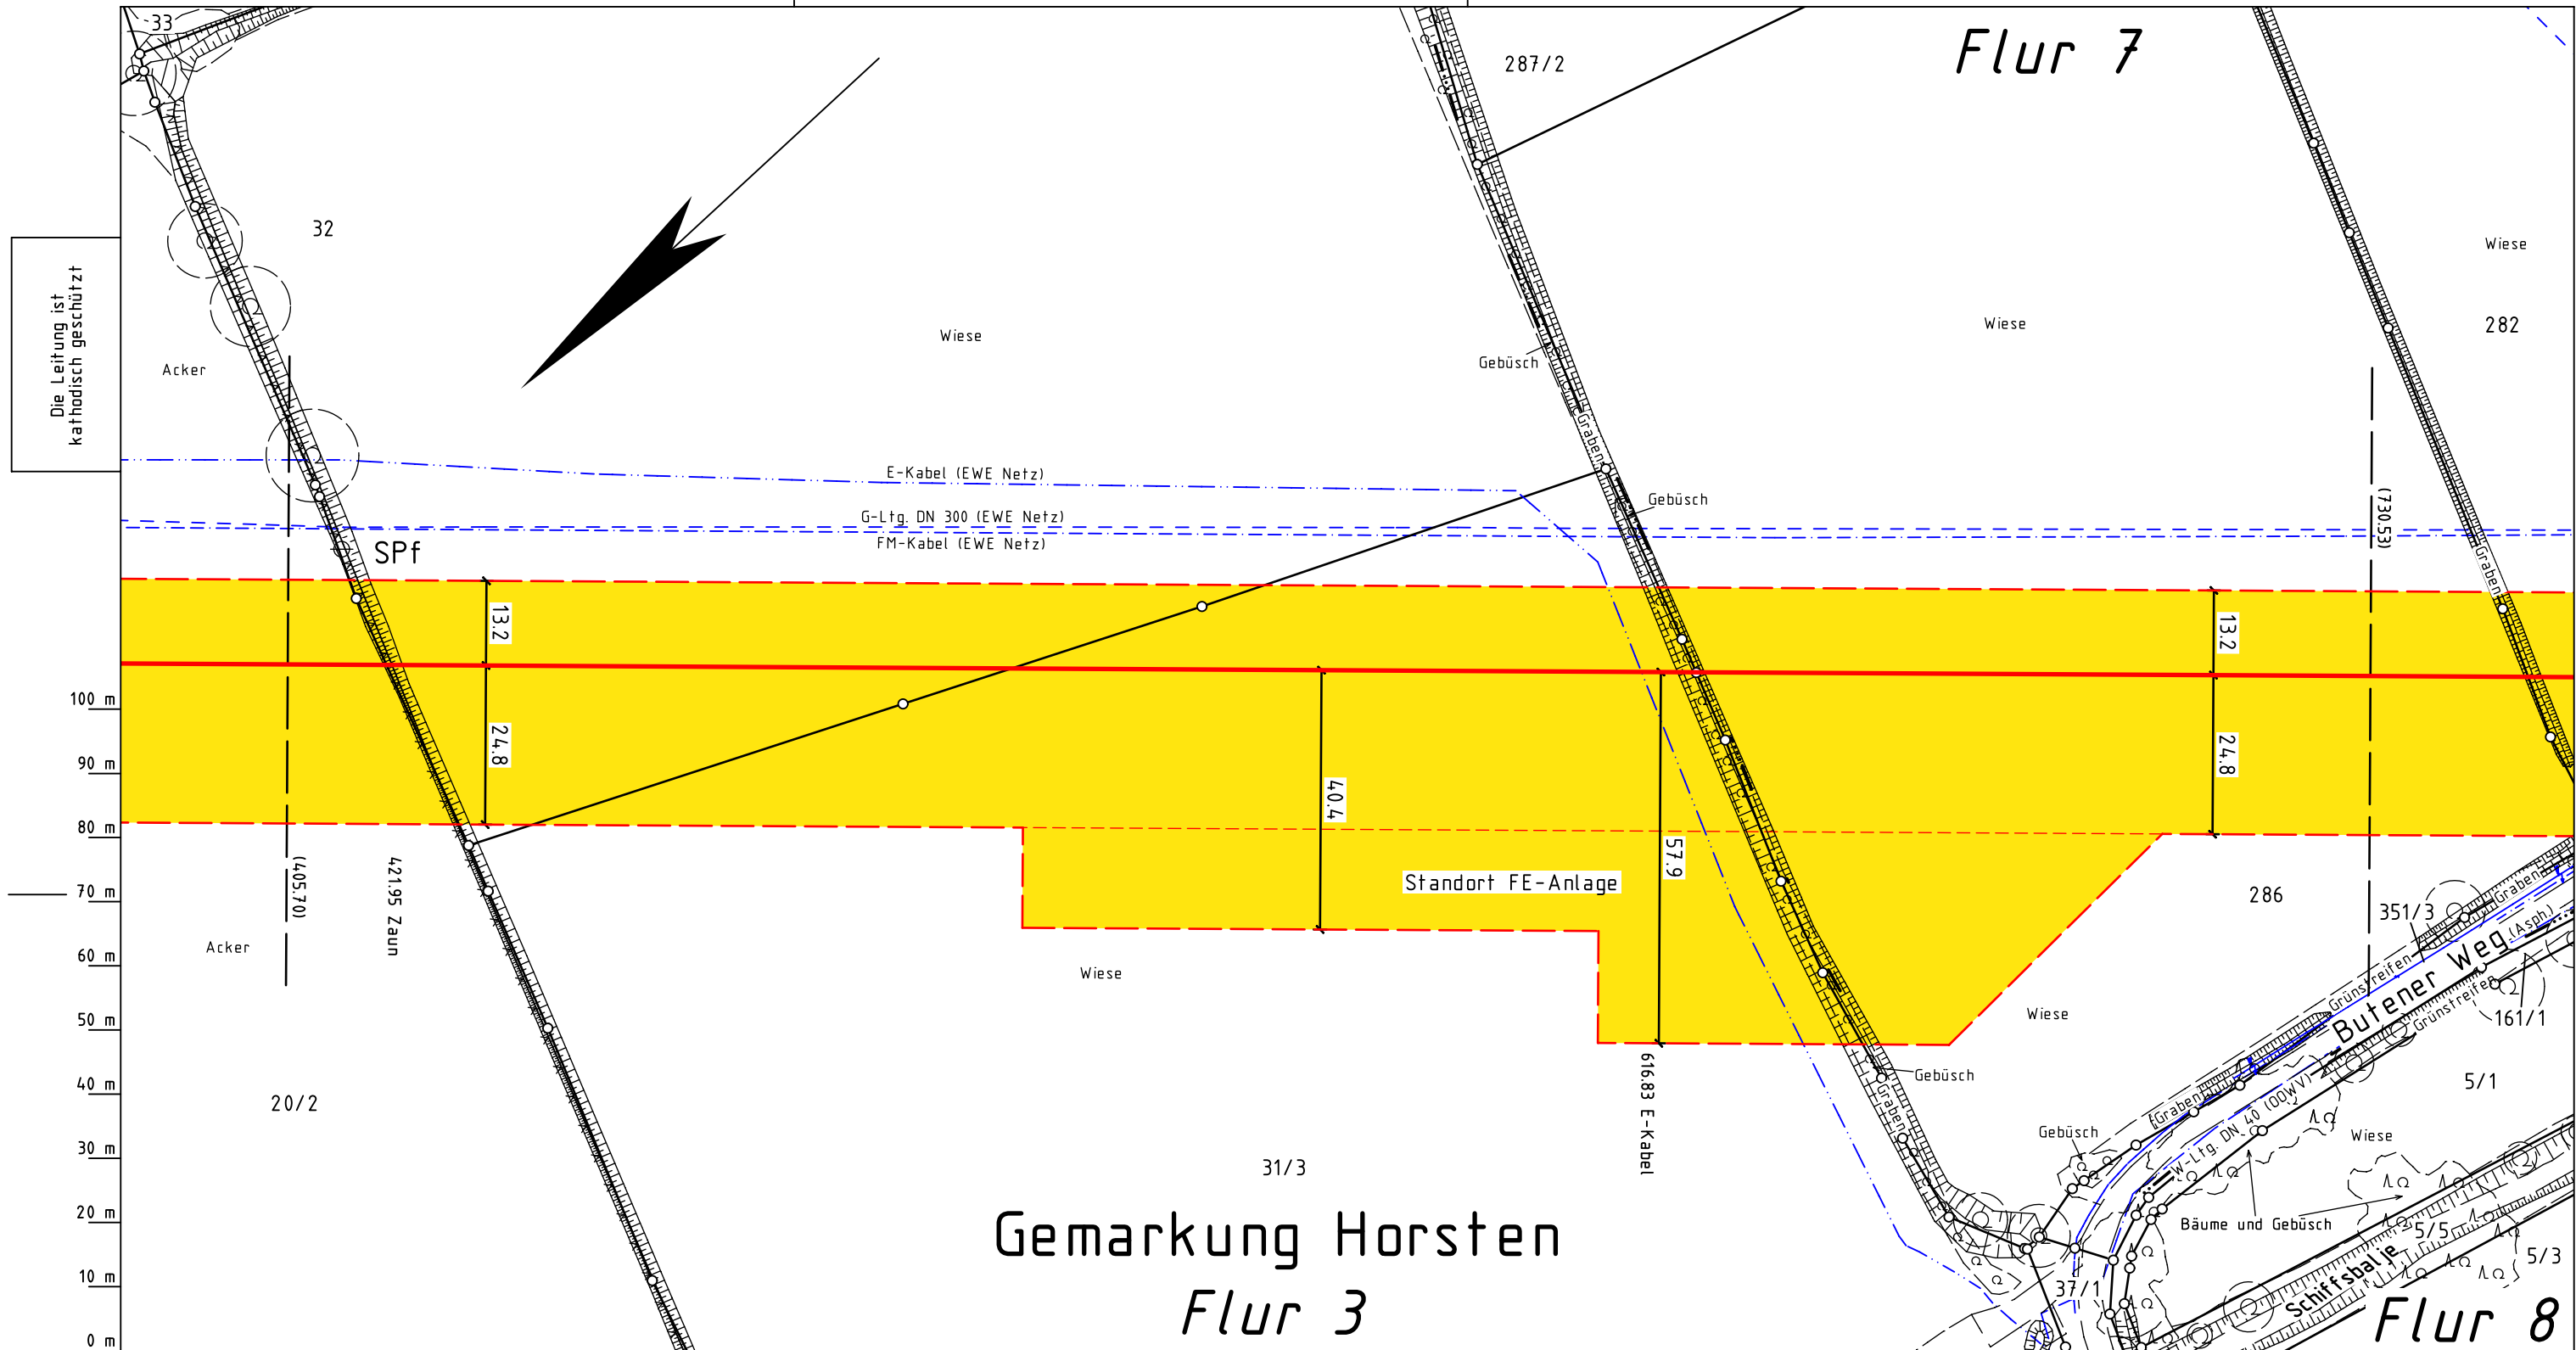 33
287/2
Flur 7
32
Wiese
282
Die Leitung ist
kathodisch geschützt
Wiese
Wiese
Acker
Gebüsch
Graben
E-Kabel (EWE Netz)
Gebüsch
(730.53)
G-Ltg. DN 300 (EWE Netz)
FM-Kabel (EWE Netz)
SPf
Graben
13.2
13.2
24.8
24.8
40.4
57.9
100 m
90 m
80 m
70 m
60 m
50 m
40 m
30 m
20 m
10 m
0 m
(405.70)
421.95 Zaun
Standort FE-Anlage
286
351/3
Graben
Butener Weg (Asph.)
Grünstreifen
Grünstreifen
161/1
Acker
Wiese
Wiese
616.83 E-Kabel
Gebüsch
Graben
20/2
5/1
Graben
W-Ltg. DN 40 (OOWV)
Gebüsch
Wiese
31/3
Bäume und Gebüsch
5/5
5/3
Gemarkung Horsten
Flur 3
37/1
Schiffsbalje
Flur 8